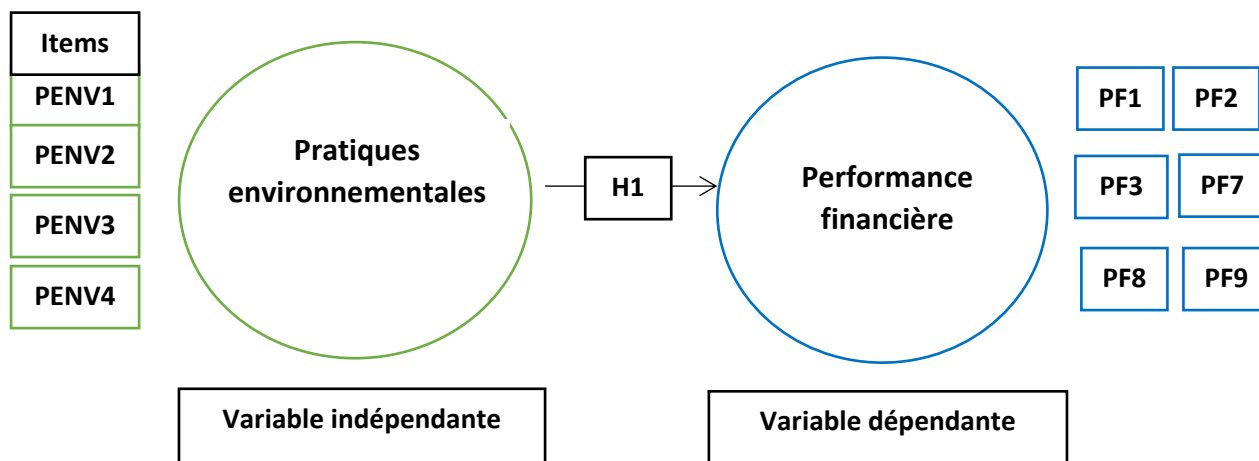 Items
PENV1
PENV2
PENV3
PENV4
Pratiques
environnementales
H1
Performance
financière
PF1
PF2
PF3
PF7
PF8
PF9
Variable indépendante
Variable dépendante